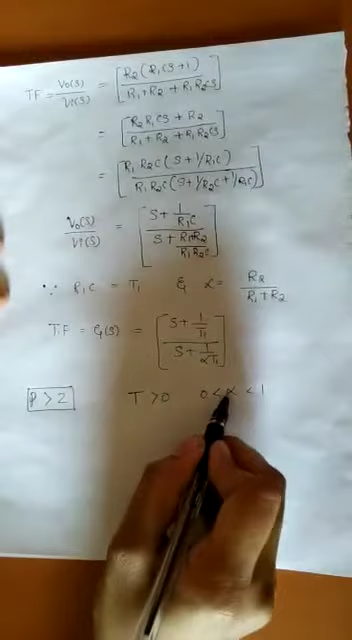 TF = Vo(s)/Vi(s) = [R2(R1CS+1)/R1+R2+R1R2CS]
= [R2R1CS+R2/R1+R2+R1R2CS]
= [R1R2C(S+1/R1C)/R1R2C(S+1/R2C+1/R1C)]
Vo(s)/Vi(s) = [S+1/R1C/S+R1+R2/R1R2C]
∵ R1C = T1 & α = R2/R1+R2
TF = G(s) = [S+1/T1/S+1/αT1]
P > Z T>0 0<α<1